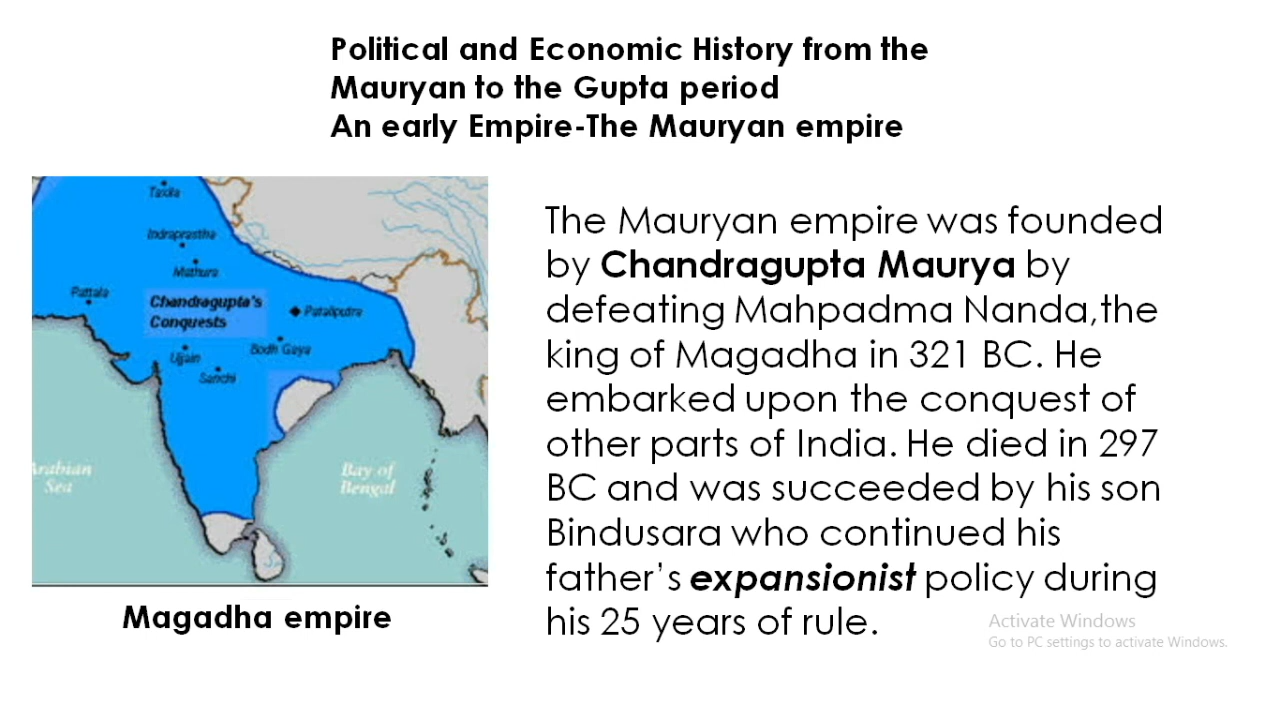 Political and Economic History from the
Mauryan to the Gupta period
An early Empire-The Mauryan empire
Taxila
Indraprastha
Mathura
Pattala
Chandragupta's
Conquests
Pataliputra
Ujjain
Bodh Gaya
Sanchi
Arabian
Sea
Bay of
Bengal
Magadha empire
The Mauryan empire was founded
by Chandragupta Maurya by
defeating Mahpadma Nanda,the
king of Magadha in 321 BC. He
embarked upon the conquest of
other parts of India. He died in 297
BC and was succeeded by his son
Bindusara who continued his
father's expansionist policy during
his 25 years of rule.
Activate Windows
Go to PC settings to activate Windows.